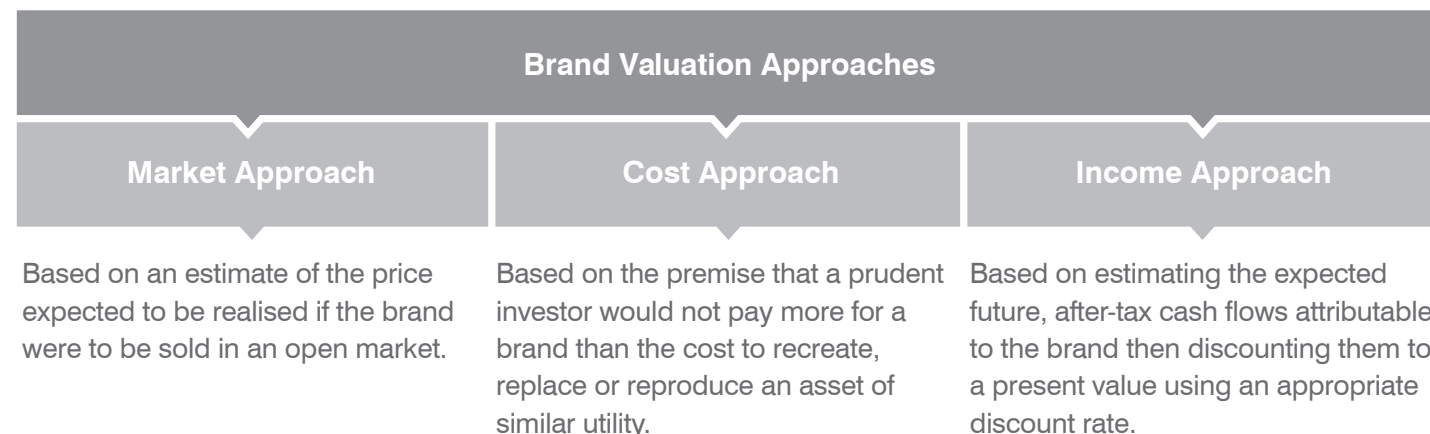 Brand Valuation Approaches
Market Approach
Based on an estimate of the price
expected to be realised if the brand
were to be sold in an open market.
Cost Approach
Based on the premise that a prudent
investor would not pay more for a
brand than the cost to recreate,
replace or reproduce an asset of
similar utility.
Income Approach
Based on estimating the expected
future, after-tax cash flows attributable
to the brand then discounting them to
a present value using an appropriate
discount rate.